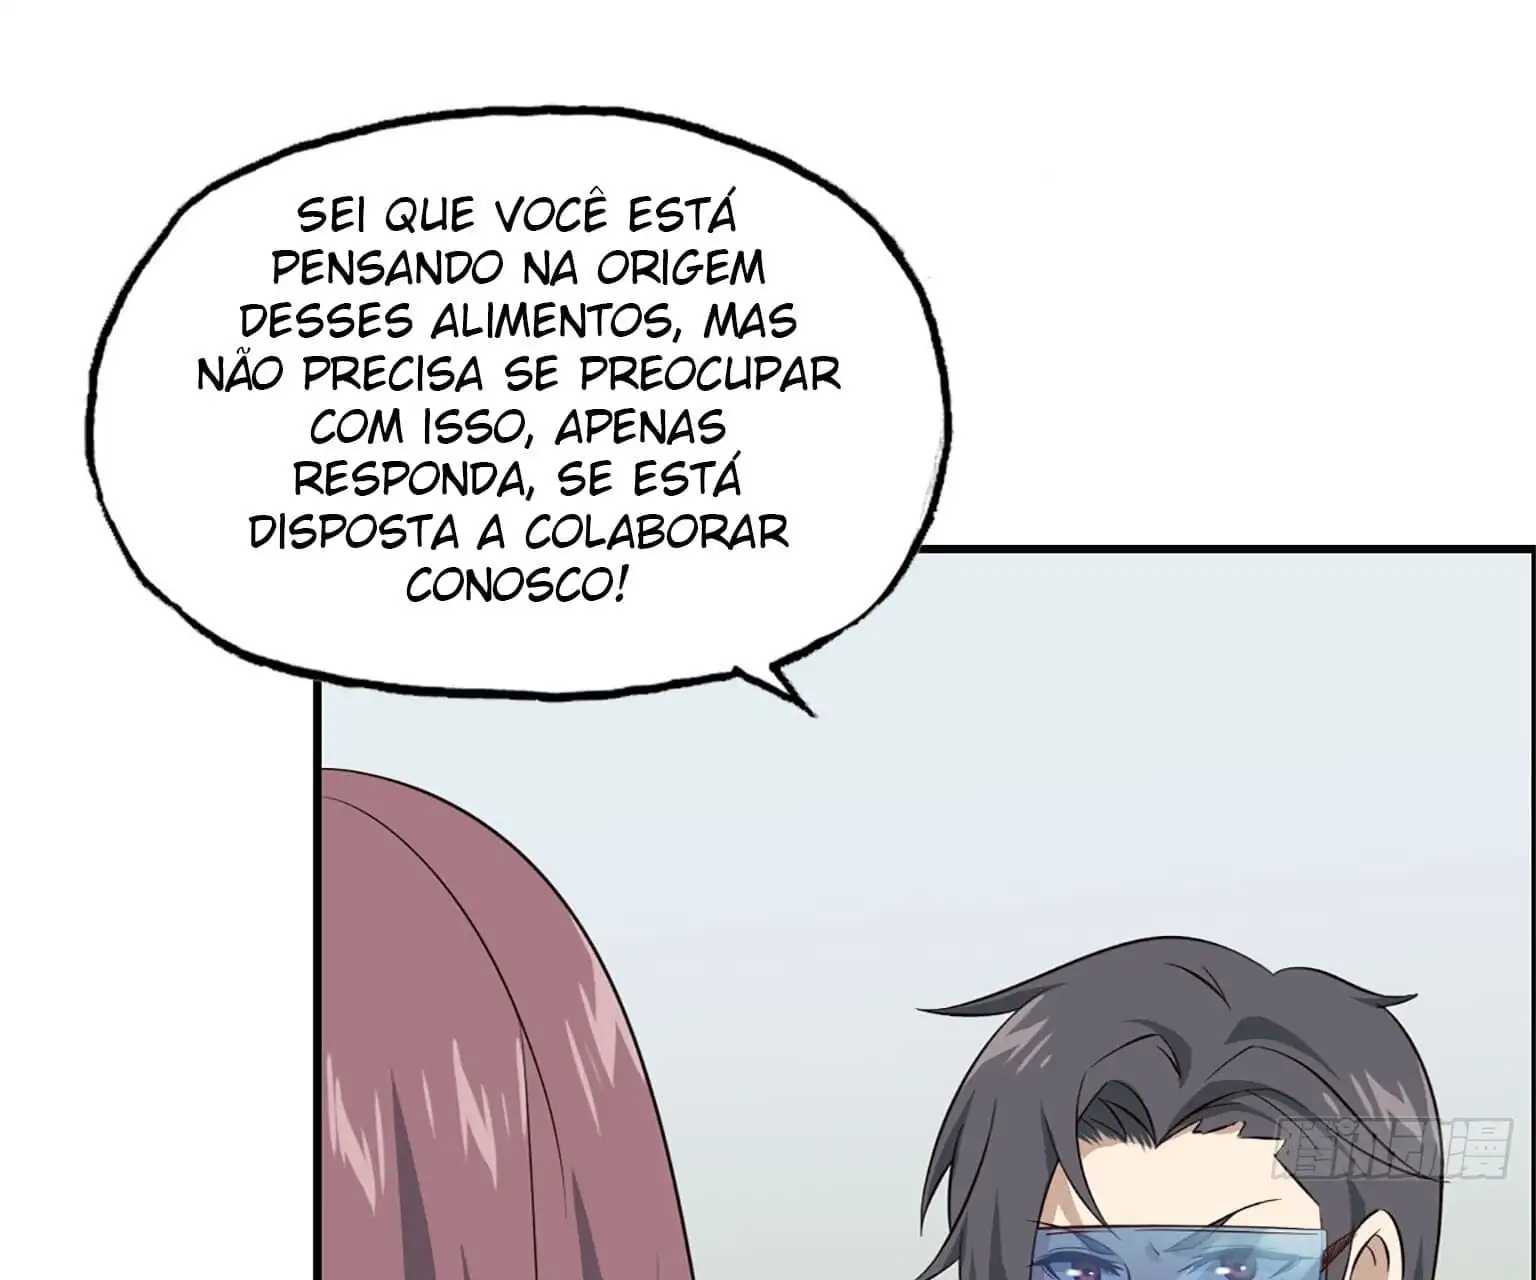 SEI QUE VOCÊ ESTÁ
PENSANDO NA ORIGEM
DESSES ALIMENTOS, MAS
NÃO PRECISA SE PREOCUPAR
COM ISSO, APENAS
RESPONDA, SE ESTÁ
DISPOSTA A COLABORAR
CONOSCO!